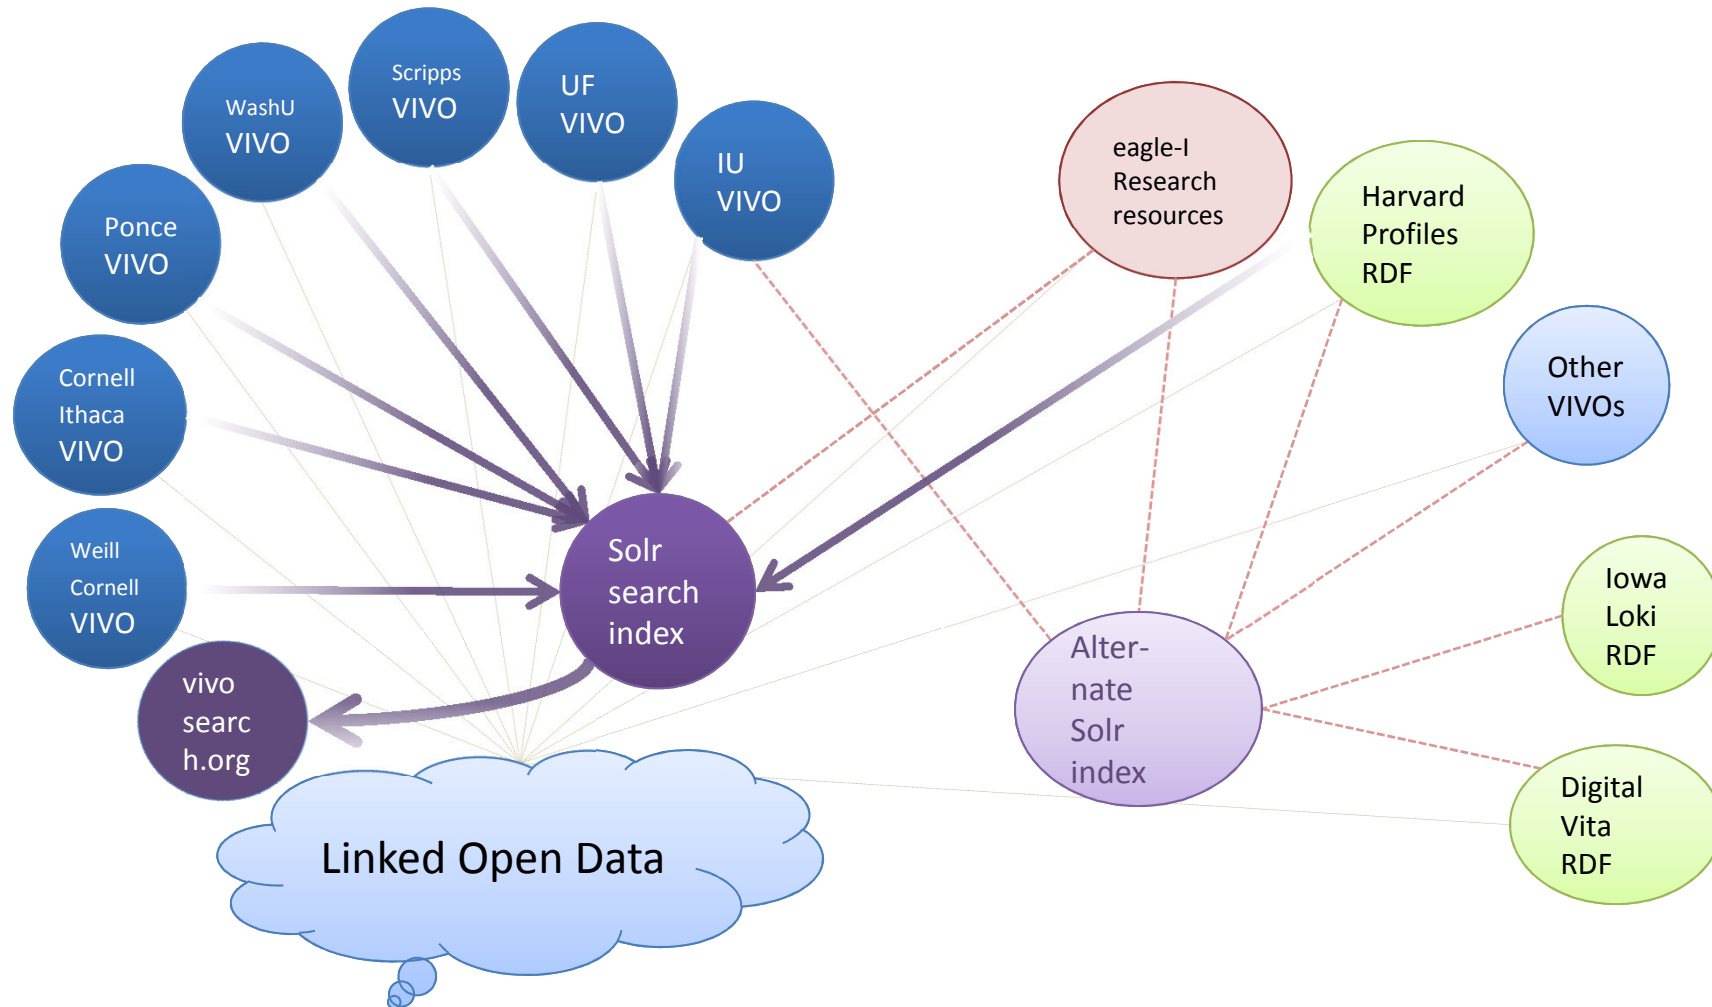 Scripps
VIVO
UF
VIVO
WashU
VIVO
IU
VIVO
eagle-I
Research
resources
Harvard
Profiles
RDF
Ponce
VIVO
Other
VIVOs
Cornell
Ithaca
VIVO
Weill
Cornell
VIVO
Solr
search
index
Iowa
Loki
RDF
Alter-
nate
Solr
index
vivo
searc
h.org
Digital
Vita
RDF
Linked Open Data